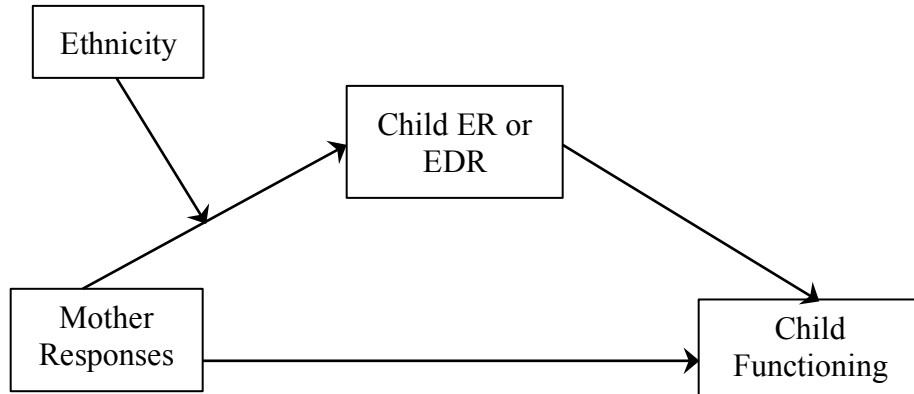 Ethnicity
Child ER or
EDR
Mother
Responses
Child
Functioning